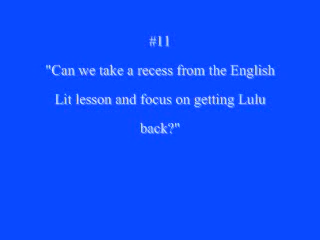 #11
"Can we take a recess from the English
Lit lesson and focus on getting Lulu
back?"